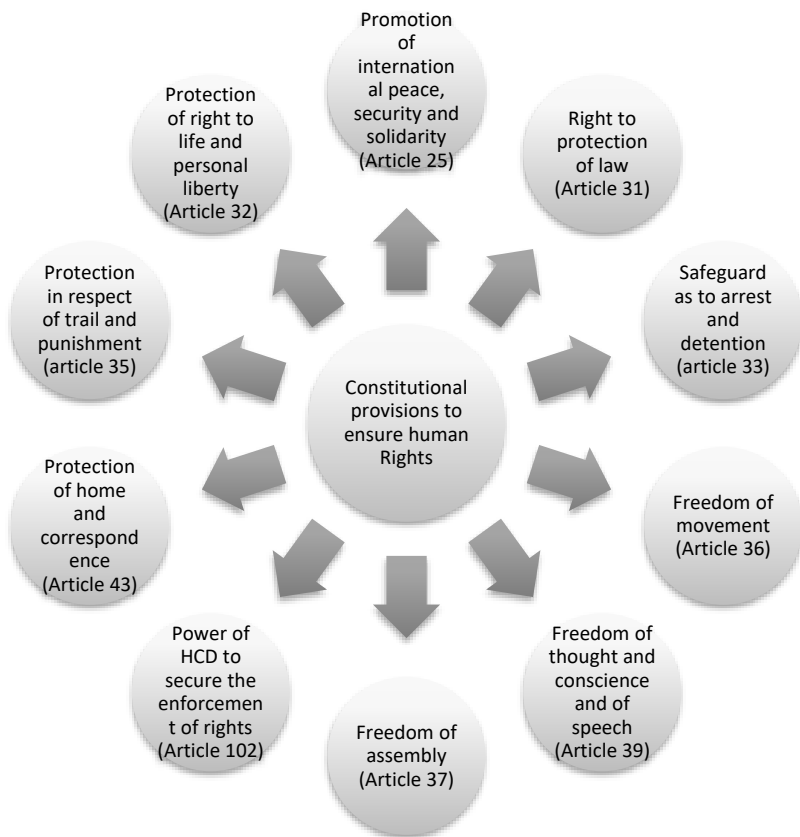 Promotion
of
internation
al peace,
security and
solidarity
(Article 25)
Right to
protection
of law
(Article 31)
Safeguard
as to arrest
and
detention
(article 33)
Freedom of
movement
(Article 36)
Freedom of
thought and
conscience
and of
speech
(Article 39)
Freedom of
assembly
(Article 37)
Power of
HCD to
secure the
enforcemen
t of rights
(Article 102)
Protection
of home
and
correspond
ence
(Article 43)
Protection
in respect
of trail and
punishment
(article 35)
Protection
of right to
life and
personal
liberty
(Article 32)
Constitutional
provisions to
ensure human
Rights